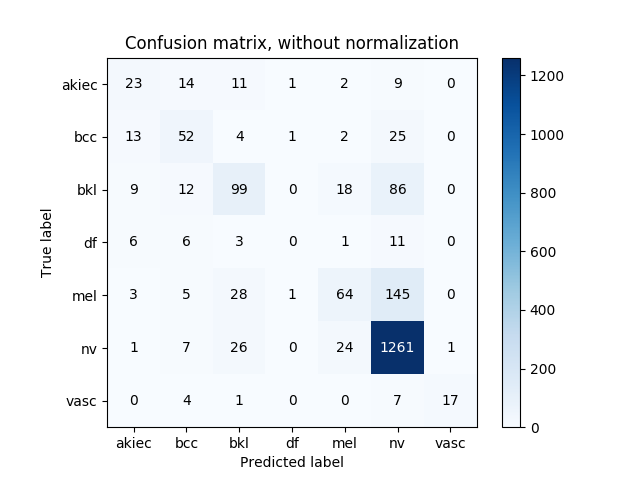 Confusion matrix, without normalization
akiec 23 14 11 1 2 9 0
bcc 13 52 4 1 2 25 0
bkl 9 12 99 0 18 86 0
df 6 6 3 0 1 11 0
mel 3 5 28 1 64 145 0
nv 1 7 26 0 24 1261 1
vasc 0 4 1 0 0 7 17
akiec bcc bkl df mel nv vasc
Predicted label
True label
1200
1000
800
600
400
200
0